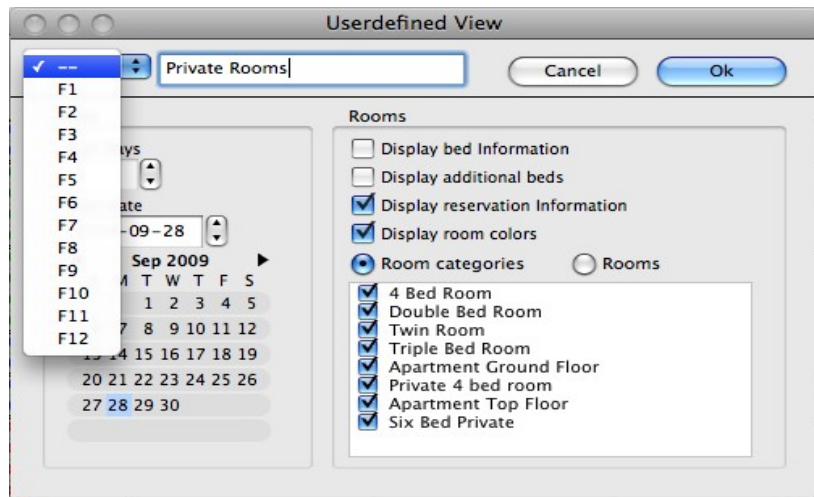 Userdefined View
✓ --
Private Rooms
Cancel
Ok
F1
F2
F3
F4
F5
F6
F7
F8
F9
F10
F11
F12
-09-28
Sep 2009
T W T F S
1 2 3 4 5
8 9 10 11 12
15 16 17 18 19
20 21 22 23 24 25 26
27 28 29 30
Rooms
Display bed Information
Display additional beds
Display reservation Information
Display room colors
Room categories
Rooms
4 Bed Room
Double Bed Room
Twin Room
Triple Bed Room
Apartment Ground Floor
Private 4 bed room
Apartment Top Floor
Six Bed Private